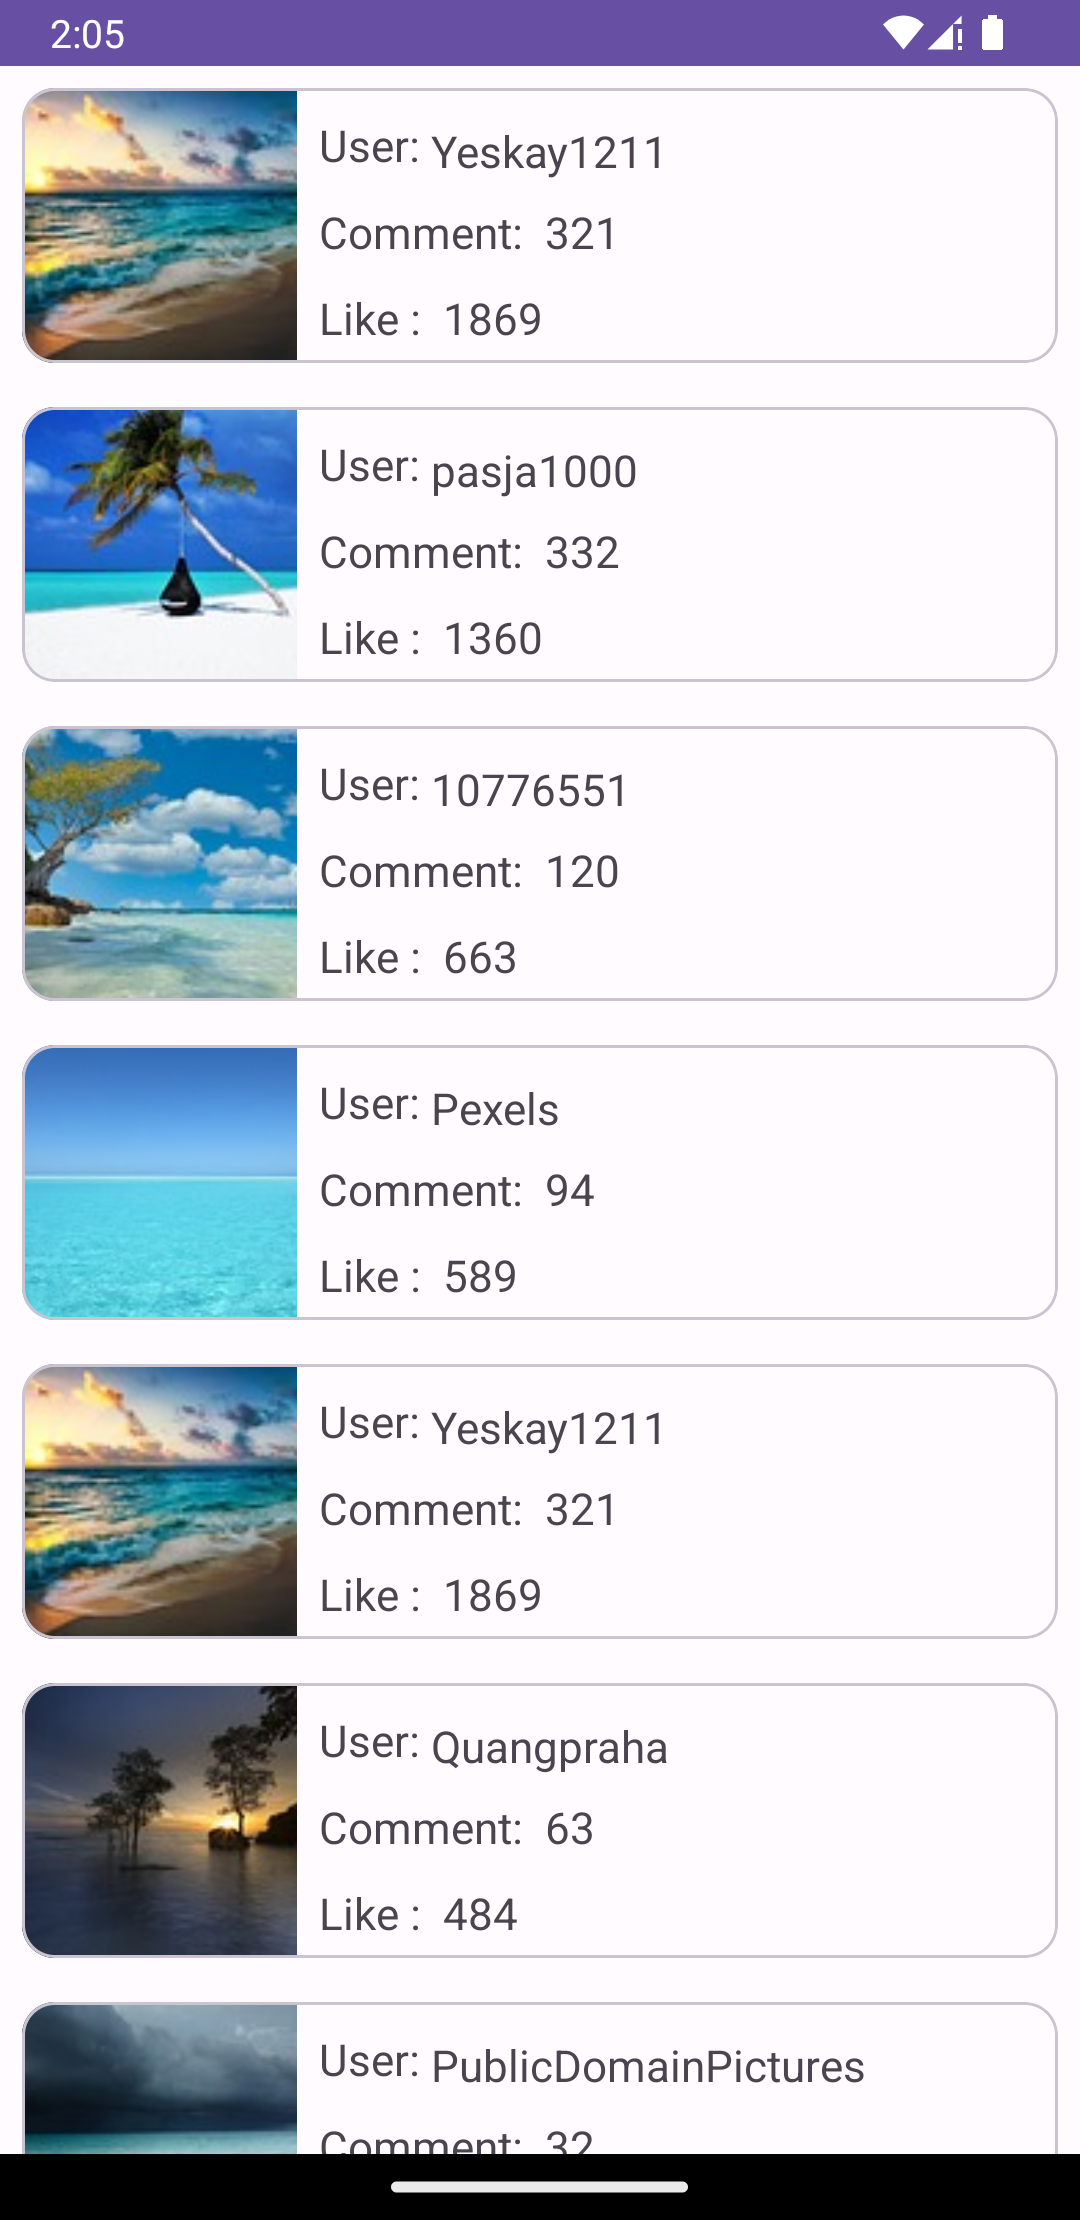 2:05
User: Yeskay1211
Comment: 321
Like : 1869
User: pasja1000
Comment: 332
Like : 1360
User: 10776551
Comment: 120
Like : 663
User: Pexels
Comment: 94
Like : 589
User: Yeskay1211
Comment: 321
Like : 1869
User: Quangpraha
Comment: 63
Like : 484
User: PublicDomainPictures
Comment: 32